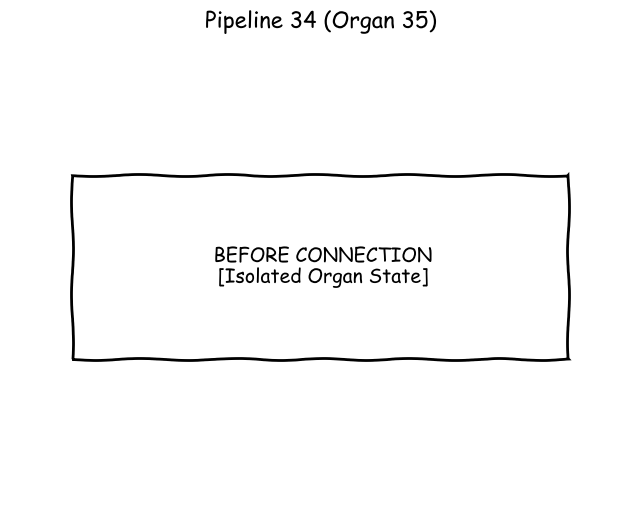 Pipeline 34 (Organ 35)
BEFORE CONNECTION
[Isolated Organ State]